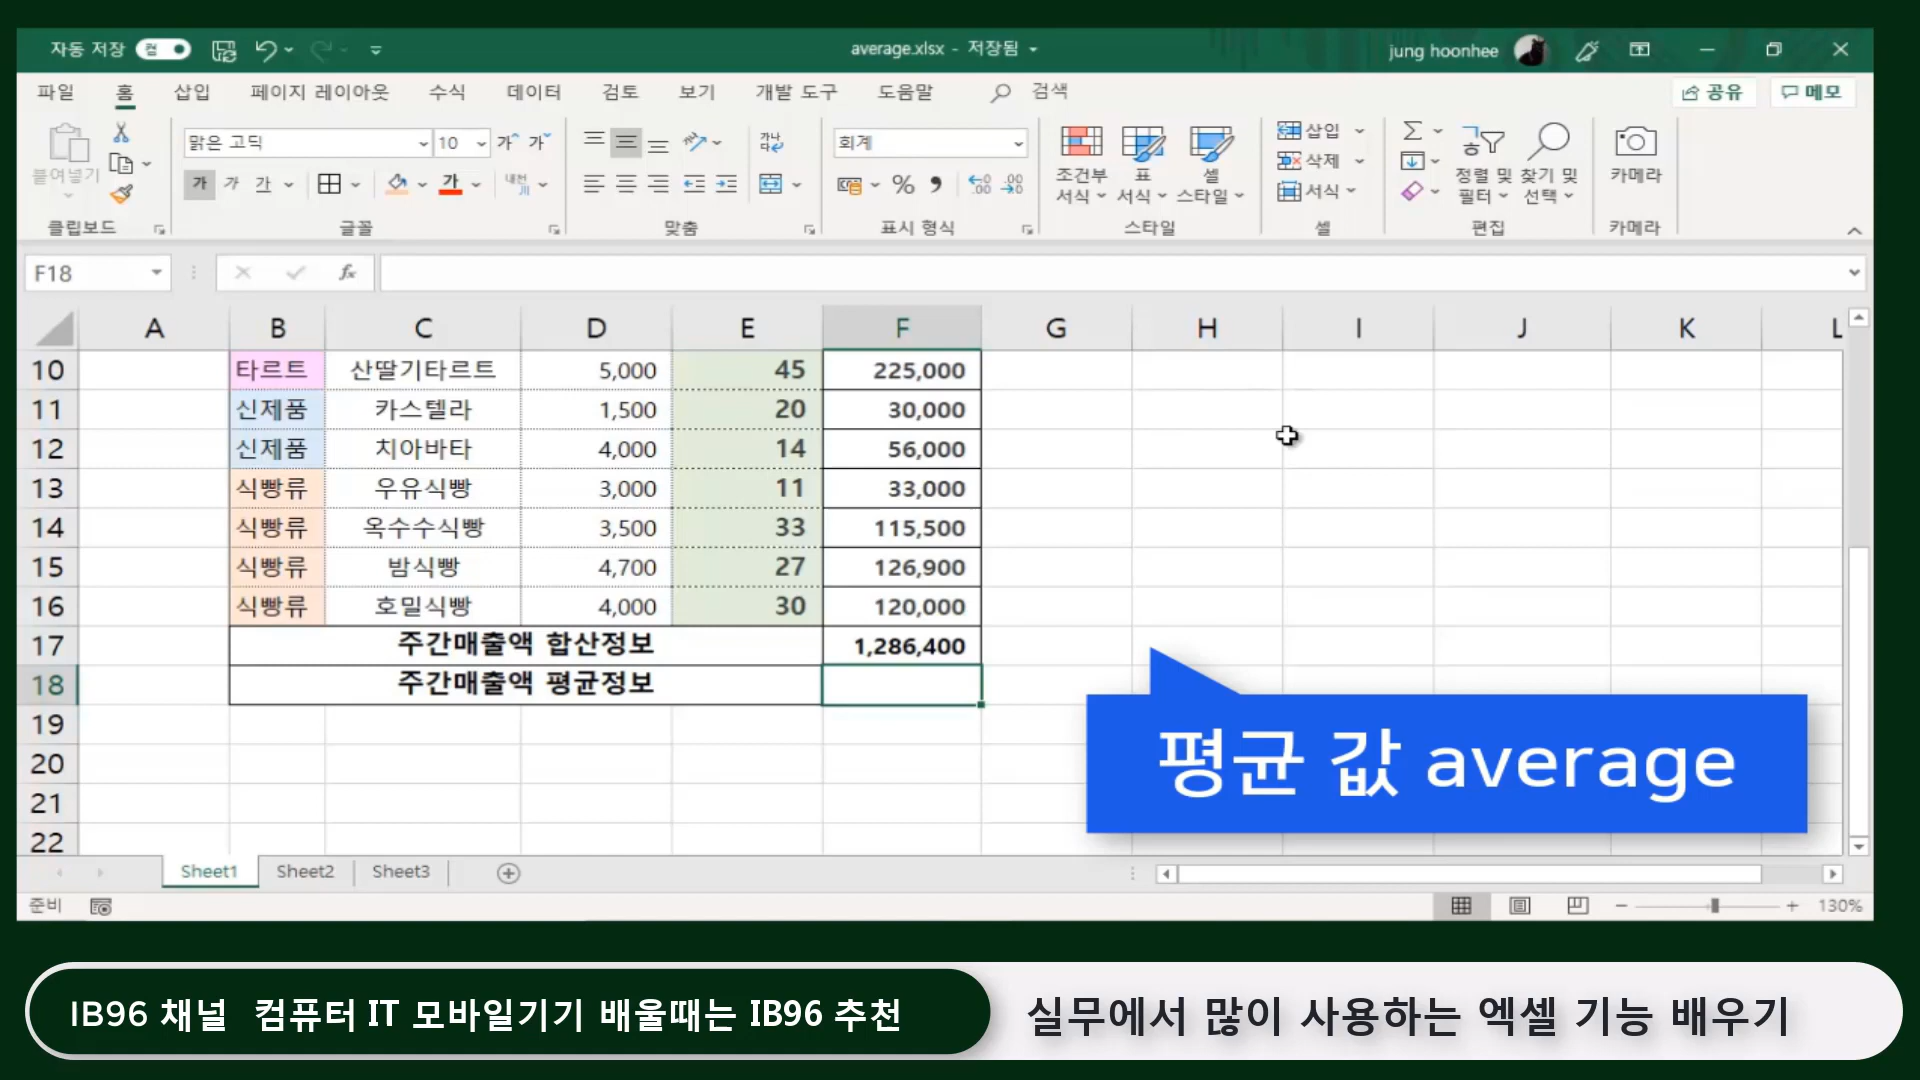 자동 저장 켬 average.xlsx - 저장됨 jung hoonhee
파일 홈 삽입 페이지 레이아웃 수식 데이터 검토 보기 개발 도구 도움말 검색 공유 메모
붙여넣기
클립보드
맑은 고딕 10 가 가
가 가 가 가 내천
글꼴
가나다
맞춤
회계
% .00 .00
표시 형식
조건부 서식
표 서식
셀 스타일
스타일
삽입
삭제
서식
셀
정렬 및 필터
찾기 및 선택
편집
카메라
카메라
F18 fx
A B C D E F G H I J K L
10 타르트 산딸기타르트 5,000 45 225,000
11 신제품 카스텔라 1,500 20 30,000
12 신제품 치아바타 4,000 14 56,000
13 식빵류 우유식빵 3,000 11 33,000
14 식빵류 옥수수식빵 3,500 33 115,500
15 식빵류 밤식빵 4,700 27 126,900
16 식빵류 호밀식빵 4,000 30 120,000
17 주간매출액 합산정보 1,286,400
18 주간매출액 평균정보
19
20
21
22
평균 값 average
Sheet1 Sheet2 Sheet3
준비 130%
IB96 채널 컴퓨터 IT 모바일기기 배울때는 IB96 추천
실무에서 많이 사용하는 엑셀 기능 배우기